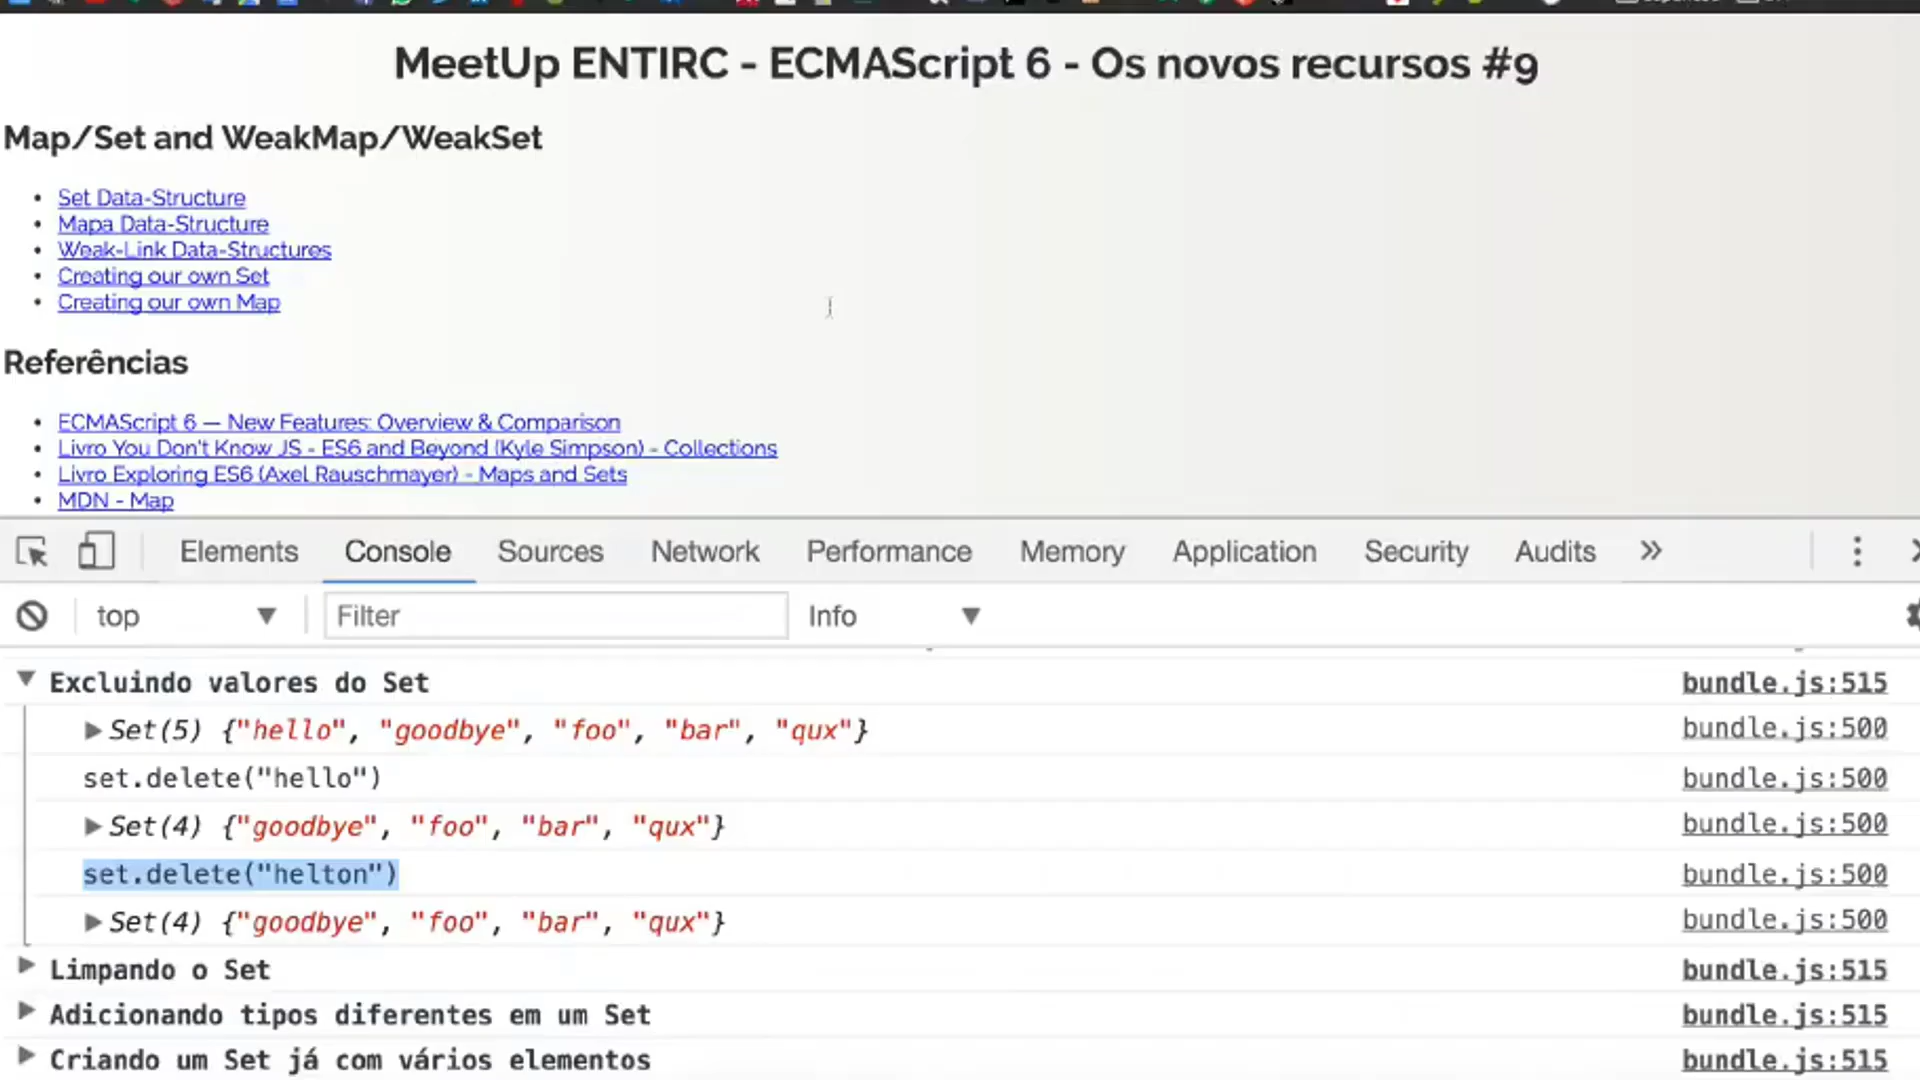 MeetUp ENTIRC - ECMAScript 6 - Os novos recursos #9
Map/Set and WeakMap/WeakSet
• Set Data-Structure
• Mapa Data-Structure
• Weak-Link Data-Structures
• Creating our own Set
• Creating our own Map
Referências
• ECMAScript 6 — New Features: Overview & Comparison
• Livro You Don't Know JS - ES6 and Beyond (Kyle Simpson) - Collections
• Livro Exploring ES6 (Axel Rauschmayer) - Maps and Sets
• MDN - Map
Elements Console Sources Network Performance Memory Application Security Audits »
top Filter Info
Excluindo valores do Set bundle.js:515
Set(5) {"hello", "goodbye", "foo", "bar", "qux"} bundle.js:500
set.delete("hello") bundle.js:500
Set(4) {"goodbye", "foo", "bar", "qux"} bundle.js:500
set.delete("helton") bundle.js:500
Set(4) {"goodbye", "foo", "bar", "qux"} bundle.js:500
Limpando o Set bundle.js:515
Adicionando tipos diferentes em um Set bundle.js:515
Criando um Set já com vários elementos bundle.js:515